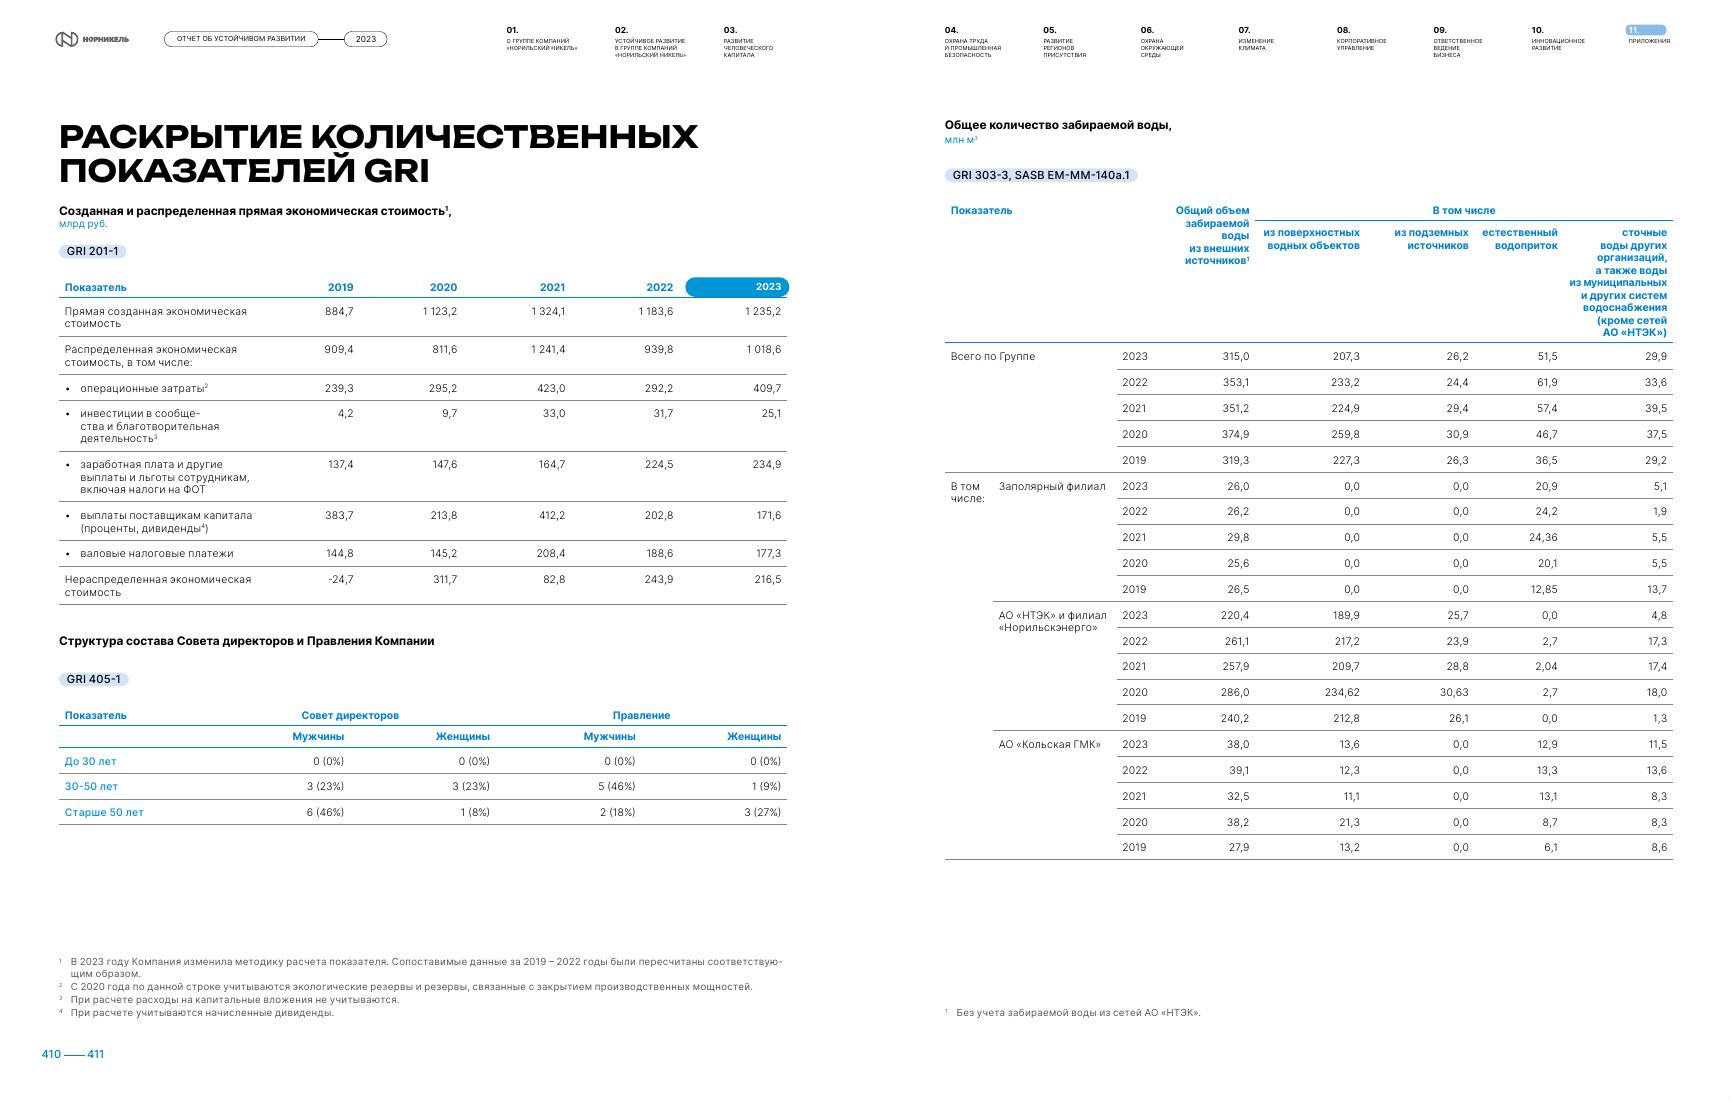 НОРНИКЕЛЬ
ОТЧЕТ ОБ УСТОЙЧИВОМ РАЗВИТИИ 2023
01.
О ГРУППЕ КОМПАНИЙ
«НОРИЛЬСКИЙ НИКЕЛЬ»
02.
УСТОЙЧИВОЕ РАЗВИТИЕ
В ГРУППЕ КОМПАНИЙ
«НОРИЛЬСКИЙ НИКЕЛЬ»
03.
РАЗВИТИЕ
ЧЕЛОВЕЧЕСКОГО
КАПИТАЛА
04.
ОХРАНА ТРУДА
И ПРОМЫШЛЕННАЯ
БЕЗОПАСНОСТЬ
05.
РАЗВИТИЕ
РЕГИОНОВ
ПРИСУТСТВИЯ
06.
ОХРАНА
ОКРУЖАЮЩЕЙ
СРЕДЫ
07.
ИЗМЕНЕНИЕ
КЛИМАТА
08.
КОРПОРАТИВНОЕ
УПРАВЛЕНИЕ
09.
ОТВЕТСТВЕННОЕ
ВЕДЕНИЕ
БИЗНЕСА
10.
ИННОВАЦИОННОЕ
РАЗВИТИЕ
11.
ПРИЛОЖЕНИЯ
РАСКРЫТИЕ КОЛИЧЕСТВЕННЫХ
ПОКАЗАТЕЛЕЙ GRI
Созданная и распределенная прямая экономическая стоимость¹,
млрд руб.
GRI 201-1
Показатель 2019 2020 2021 2022 2023
Прямая созданная экономическая 884,7 1 123,2 1 324,1 1 183,6 1 235,2
стоимость
Распределенная экономическая 909,4 811,6 1 241,4 939,8 1 018,6
стоимость, в том числе:
• операционные затраты² 239,3 295,2 423,0 292,2 409,7
• инвестиции в сообще- 4,2 9,7 33,0 31,7 25,1
ства и благотворительная
деятельность³
• заработная плата и другие 137,4 147,6 164,7 224,5 234,9
выплаты и льготы сотрудникам,
включая налоги на ФОТ
• выплаты поставщикам капитала 383,7 213,8 412,2 202,8 171,6
(проценты, дивиденды⁴)
• валовые налоговые платежи 144,8 145,2 208,4 188,6 177,3
Нераспределенная экономическая -24,7 311,7 82,8 243,9 216,5
стоимость
Структура состава Совета директоров и Правления Компании
GRI 405-1
Показатель Совет директоров Правление
Мужчины Женщины Мужчины Женщины
До 30 лет 0 (0%) 0 (0%) 0 (0%) 0 (0%)
30-50 лет 3 (23%) 3 (23%) 5 (46%) 1 (9%)
Старше 50 лет 6 (46%) 1 (8%) 2 (18%) 3 (27%)
¹ В 2023 году Компания изменила методику расчета показателя. Сопоставимые данные за 2019 – 2022 годы были пересчитаны соответствую-
щим образом.
² С 2020 года по данной строке учитываются экологические резервы и резервы, связанные с закрытием производственных мощностей.
³ При расчете расходы на капитальные вложения не учитываются.
⁴ При расчете учитываются начисленные дивиденды.
410 — 411
Общее количество забираемой воды,
млн м³
GRI 303-3, SASB EM-MM-140a.1
Показатель
Общий объем
забираемой
воды
из внешних
источников¹
В том числе
из поверхностных
водных объектов
из подземных
источников
естественный
водоприток
сточные
воды других
организаций,
а также воды
из муниципальных
и других систем
водоснабжения
(кроме сетей
АО «НТЭК»)
Всего по Группе 2023 315,0 207,3 26,2 51,5 29,9
2022 353,1 233,2 24,4 61,9 33,6
2021 351,2 224,9 29,4 57,4 39,5
2020 374,9 259,8 30,9 46,7 37,5
2019 319,3 227,3 26,3 36,5 29,2
В том Заполярный филиал 2023 26,0 0,0 0,0 20,9 5,1
числе:
2022 26,2 0,0 0,0 24,2 1,9
2021 29,8 0,0 0,0 24,36 5,5
2020 25,6 0,0 0,0 20,1 5,5
2019 26,5 0,0 0,0 12,85 13,7
АО «НТЭК» и филиал 2023 220,4 189,9 25,7 0,0 4,8
«Норильскэнерго»
2022 261,1 217,2 23,9 2,7 17,3
2021 257,9 209,7 28,8 2,04 17,4
2020 286,0 234,62 30,63 2,7 18,0
2019 240,2 212,8 26,1 0,0 1,3
АО «Кольская ГМК» 2023 38,0 13,6 0,0 12,9 11,5
2022 39,1 12,3 0,0 13,3 13,6
2021 32,5 11,1 0,0 13,1 8,3
2020 38,2 21,3 0,0 8,7 8,3
2019 27,9 13,2 0,0 6,1 8,6
¹ Без учета забираемой воды из сетей АО «НТЭК».